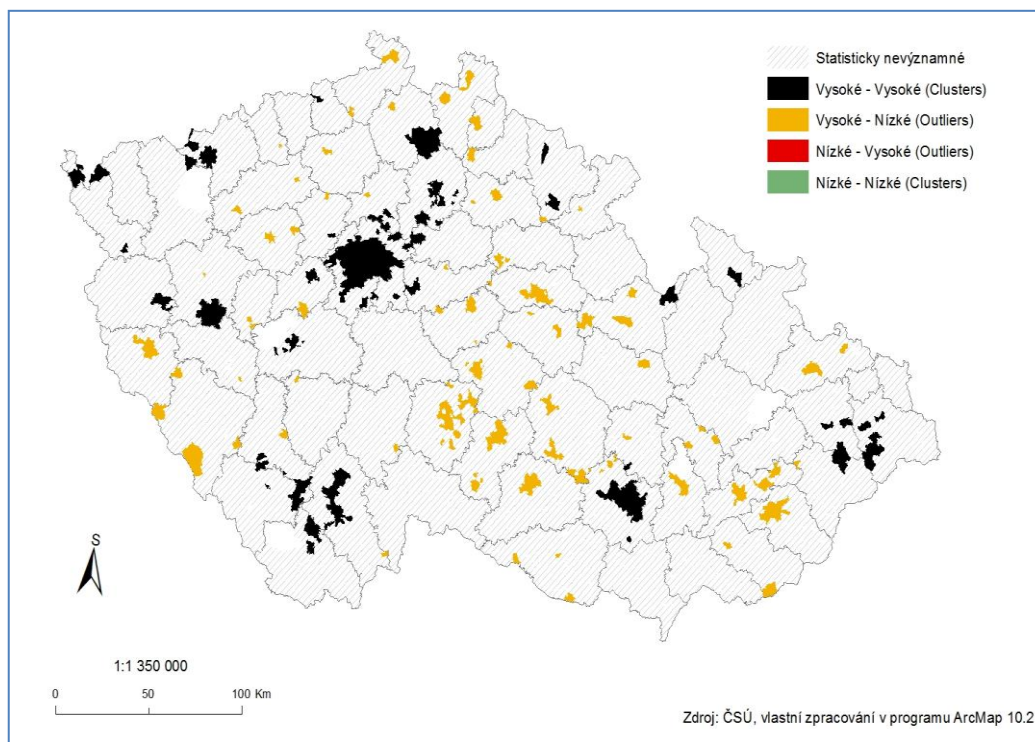 Statisticky nevýznamné
Vysoké - Vysoké (Clusters)
Vysoké - Nízké (Outliers)
Nízké - Vysoké (Outliers)
Nízké - Nízké (Clusters)
S
1:1 350 000
0 50 100 Km
Zdroj: ČSÚ, vlastní zpracování v programu ArcMap 10.2